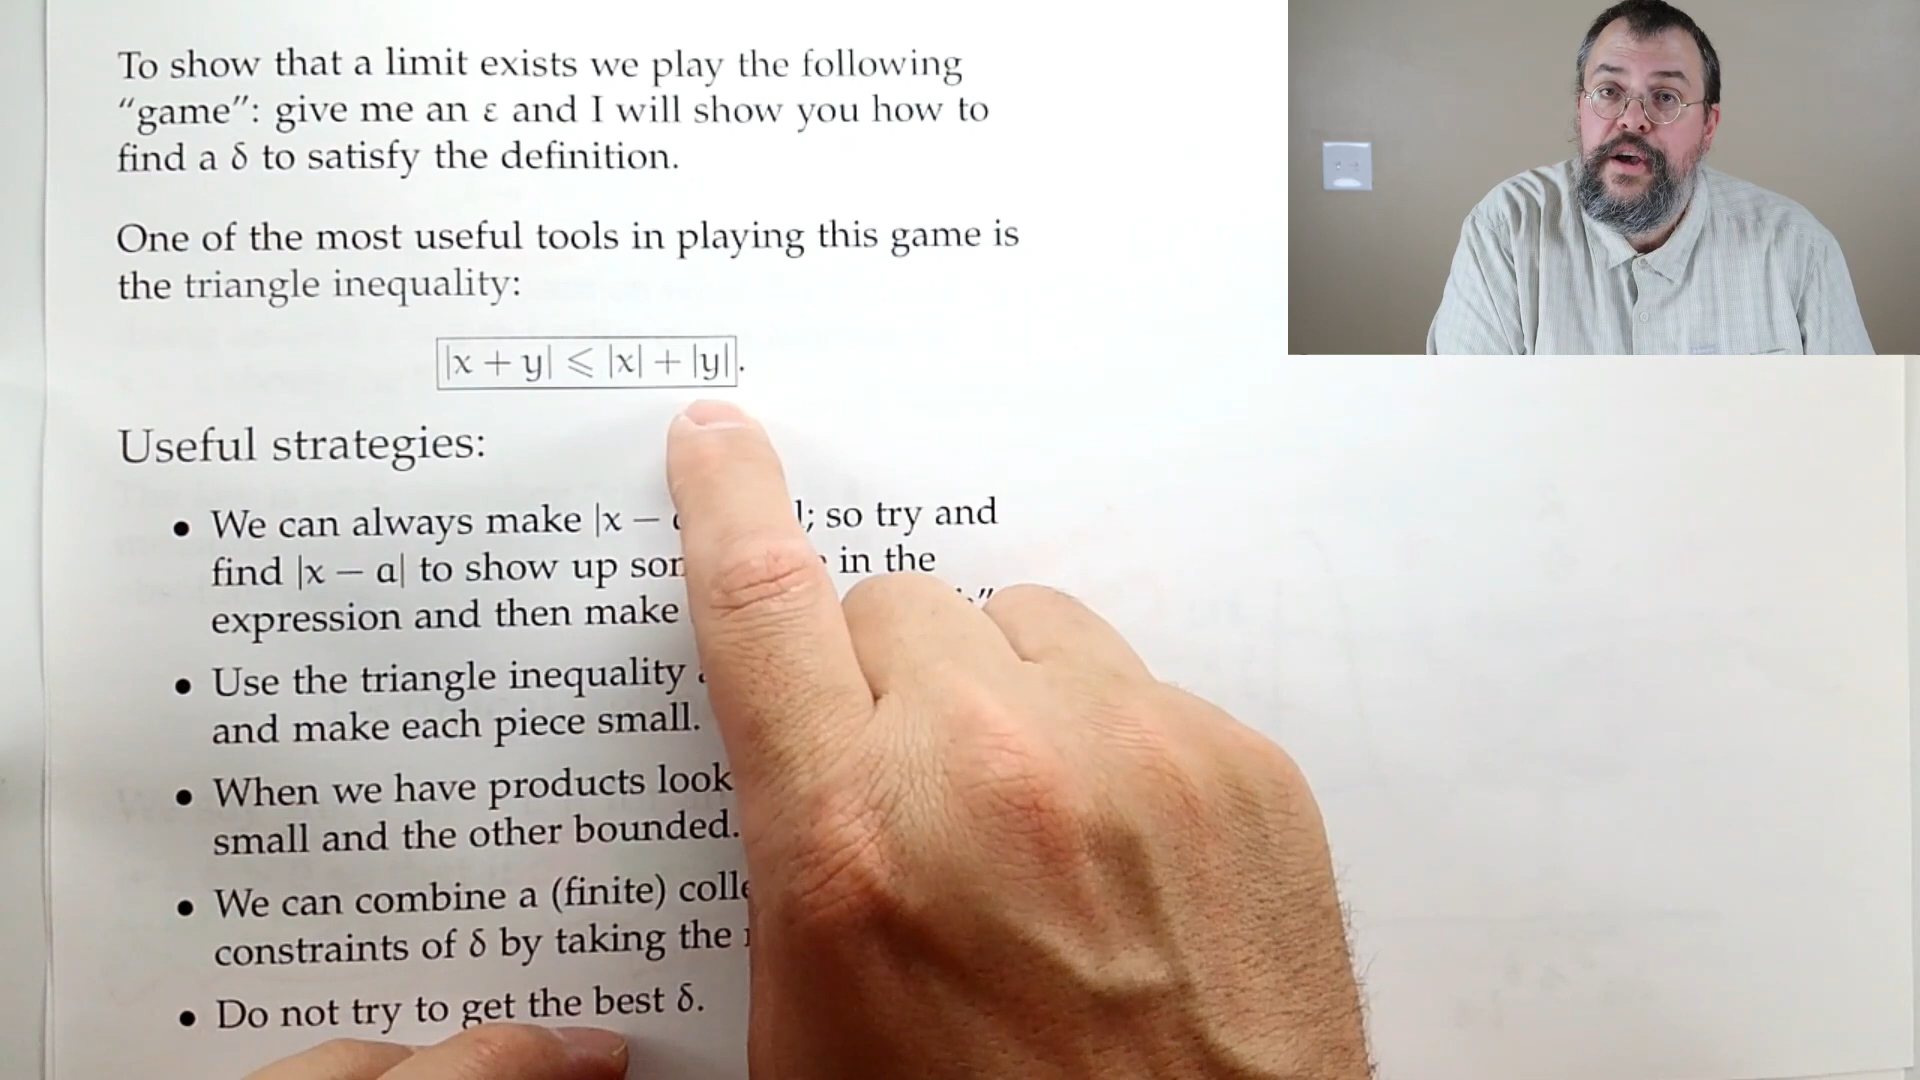 To show that a limit exists we play the following
“game”: give me an ε and I will show you how to
find a δ to satisfy the definition.
One of the most useful tools in playing this game is
the triangle inequality:
|x + y| ⩽ |x| + |y|.
Useful strategies:
• We can always make |x − ; so try and
find |x − a| to show up in the
expression and then make ”
• Use the triangle inequality
and make each piece small.
• When we have products look
small and the other bounded.
• We can combine a (finite)
constraints of δ by taking the
• Do not try to get the best δ.